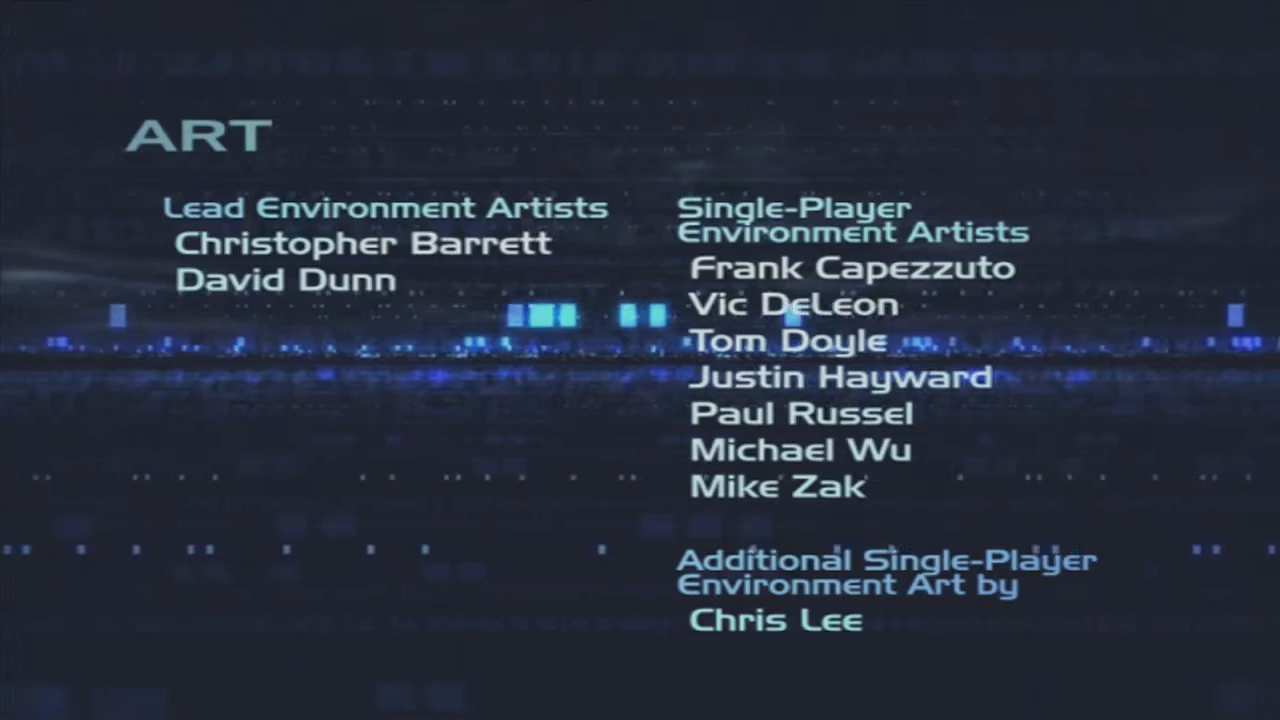 ART
Lead Environment Artists
Christopher Barrett
David Dunn
Single-Player
Environment Artists
Frank Capezzuto
Vic DeLeon
Tom Doyle
Justin Hayward
Paul Russel
Michael Wu
Mike Zak
Additional Single-Player
Environment Art by
Chris Lee